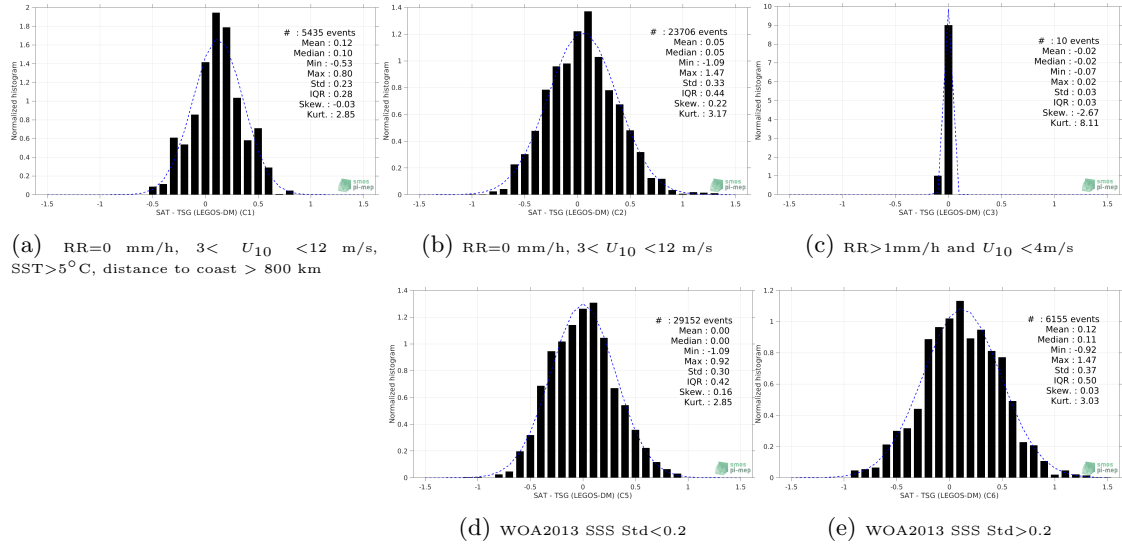 2
1.8
1.6
1.4
1.2
1
0.8
0.6
0.4
0.2
0
Normalized histogram
# : 5435 events
Mean : 0.12
Median : 0.10
Min : -0.53
Max : 0.80
Std : 0.23
IQR : 0.28
Skew. : -0.03
Kurt. : 2.85
smos
pi-mep
-1.5 -1 -0.5 0 0.5 1 1.5
SAT - TSG (LEGOS-DM) (C1)
(a) RR=0 mm/h, 3< U10 <12 m/s,
SST>5°C, distance to coast > 800 km
1.4
1.2
1
0.8
0.6
0.4
0.2
0
Normalized histogram
# : 23706 events
Mean : 0.05
Median : 0.05
Min : -1.09
Max : 1.47
Std : 0.33
IQR : 0.44
Skew. : 0.22
Kurt. : 3.17
smos
pi-mep
-1.5 -1 -0.5 0 0.5 1 1.5
SAT - TSG (LEGOS-DM) (C2)
(b) RR=0 mm/h, 3< U10 <12 m/s
10
9
8
7
6
5
4
3
2
1
0
Normalized histogram
# : 10 events
Mean : -0.02
Median : -0.02
Min : -0.07
Max : 0.02
Std : 0.03
IQR : 0.03
Skew. : -2.67
Kurt. : 8.11
smos
pi-mep
-1.5 -1 -0.5 0 0.5 1 1.5
SAT - TSG (LEGOS-DM) (C3)
(c) RR>1mm/h and U10 <4m/s
1.4
1.2
1
0.8
0.6
0.4
0.2
0
Normalized histogram
# : 29152 events
Mean : 0.00
Median : 0.00
Min : -1.09
Max : 0.92
Std : 0.30
IQR : 0.42
Skew. : 0.16
Kurt. : 2.85
smos
pi-mep
-1.5 -1 -0.5 0 0.5 1 1.5
SAT - TSG (LEGOS-DM) (C5)
(d) WOA2013 SSS Std<0.2
1.2
1
0.8
0.6
0.4
0.2
0
Normalized histogram
# : 6155 events
Mean : 0.12
Median : 0.11
Min : -0.92
Max : 1.47
Std : 0.37
IQR : 0.50
Skew. : 0.03
Kurt. : 3.03
smos
pi-mep
-1.5 -1 -0.5 0 0.5 1 1.5
SAT - TSG (LEGOS-DM) (C6)
(e) WOA2013 SSS Std>0.2